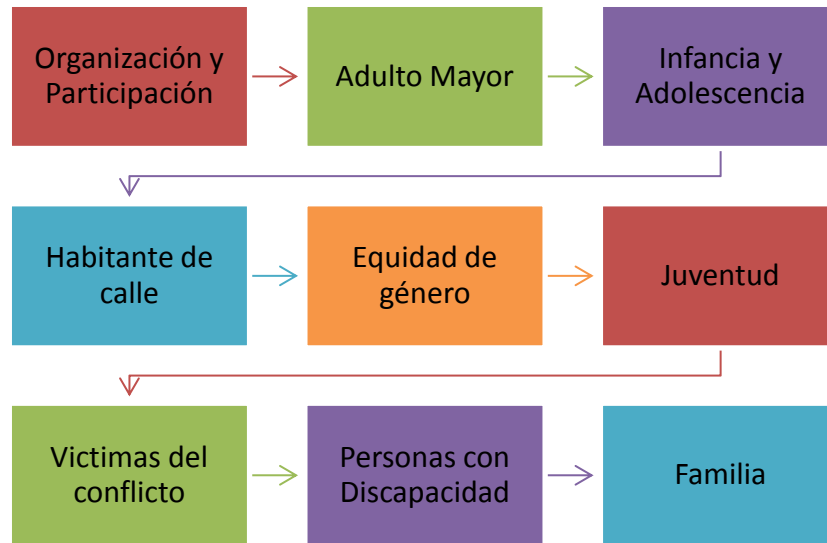 Organización y
Participación
Adulto Mayor
Infancia y
Adolescencia
Habitante de
calle
Equidad de
género
Juventud
Victimas del
conflicto
Personas con
Discapacidad
Familia